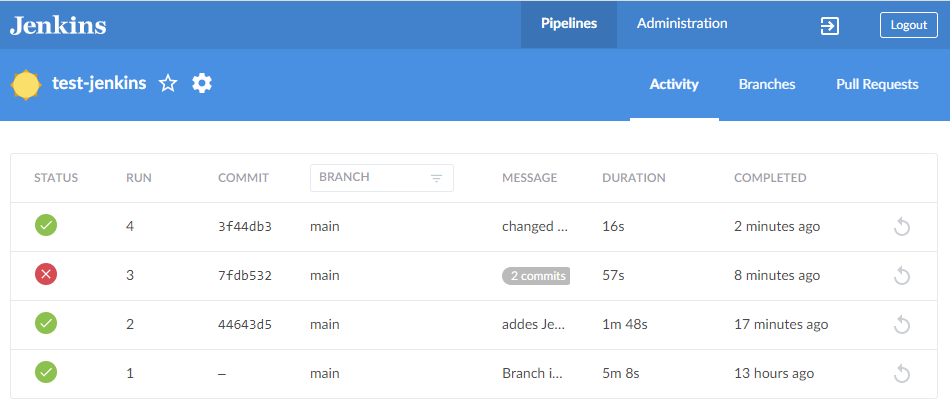 Jenkins Pipelines Administration Logout
test-jenkins Activity Branches Pull Requests
STATUS RUN COMMIT BRANCH MESSAGE DURATION COMPLETED
4 3f44db3 main changed ... 16s 2 minutes ago
3 7fdb532 main 2 commits 57s 8 minutes ago
2 44643d5 main addes Je... 1m 48s 17 minutes ago
1 – main Branch i... 5m 8s 13 hours ago